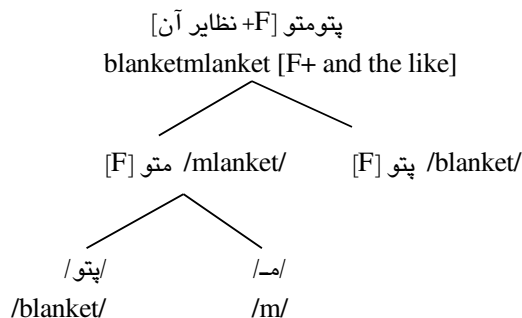 پتومتو [F+ نظایر آن]
blanketmlanket [F+ and the like]
متو [F] /mlanket/
پتو [F] /blanket/
/پتو/
/مـ/
/blanket/
/m/